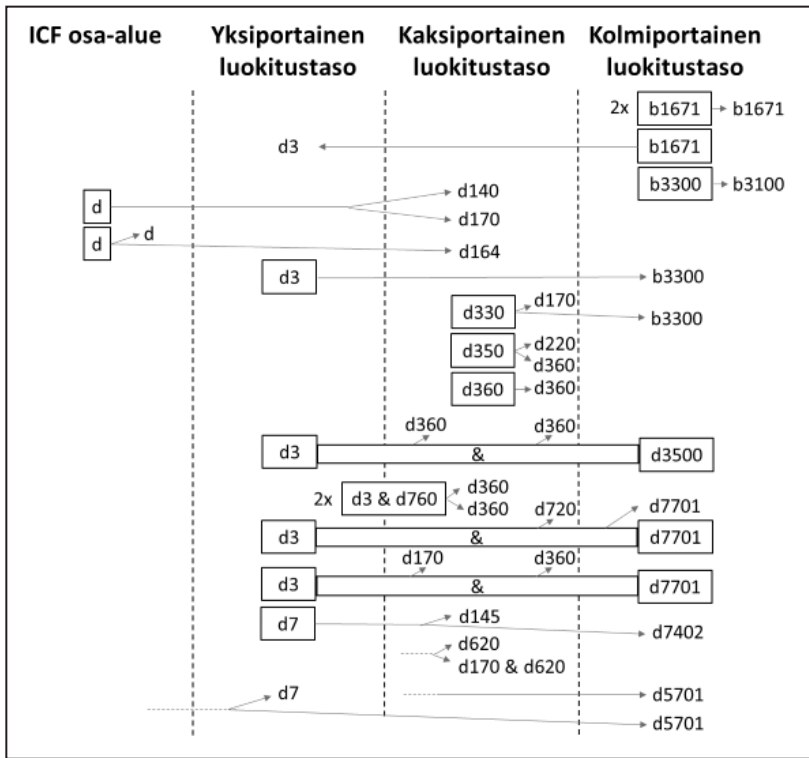 ICF osa-alue Yksiportainen Kaksiportainen Kolmiportainen
luokitustaso luokitustaso luokitustaso
2x b1671 b1671
d3 b1671
b3300 b3100
d d140
d170
d d d164
d3 b3300
d330 d170 b3300
d350 d220
d360
d360 d360
d360 d360
d3 & d3500
2x d3 & d760 d360
d360
d720 d7701
d3 & d7701
d170 d360
d3 & d7701
d7 d145 d7402
d620
d170 & d620
d7 d5701
d5701